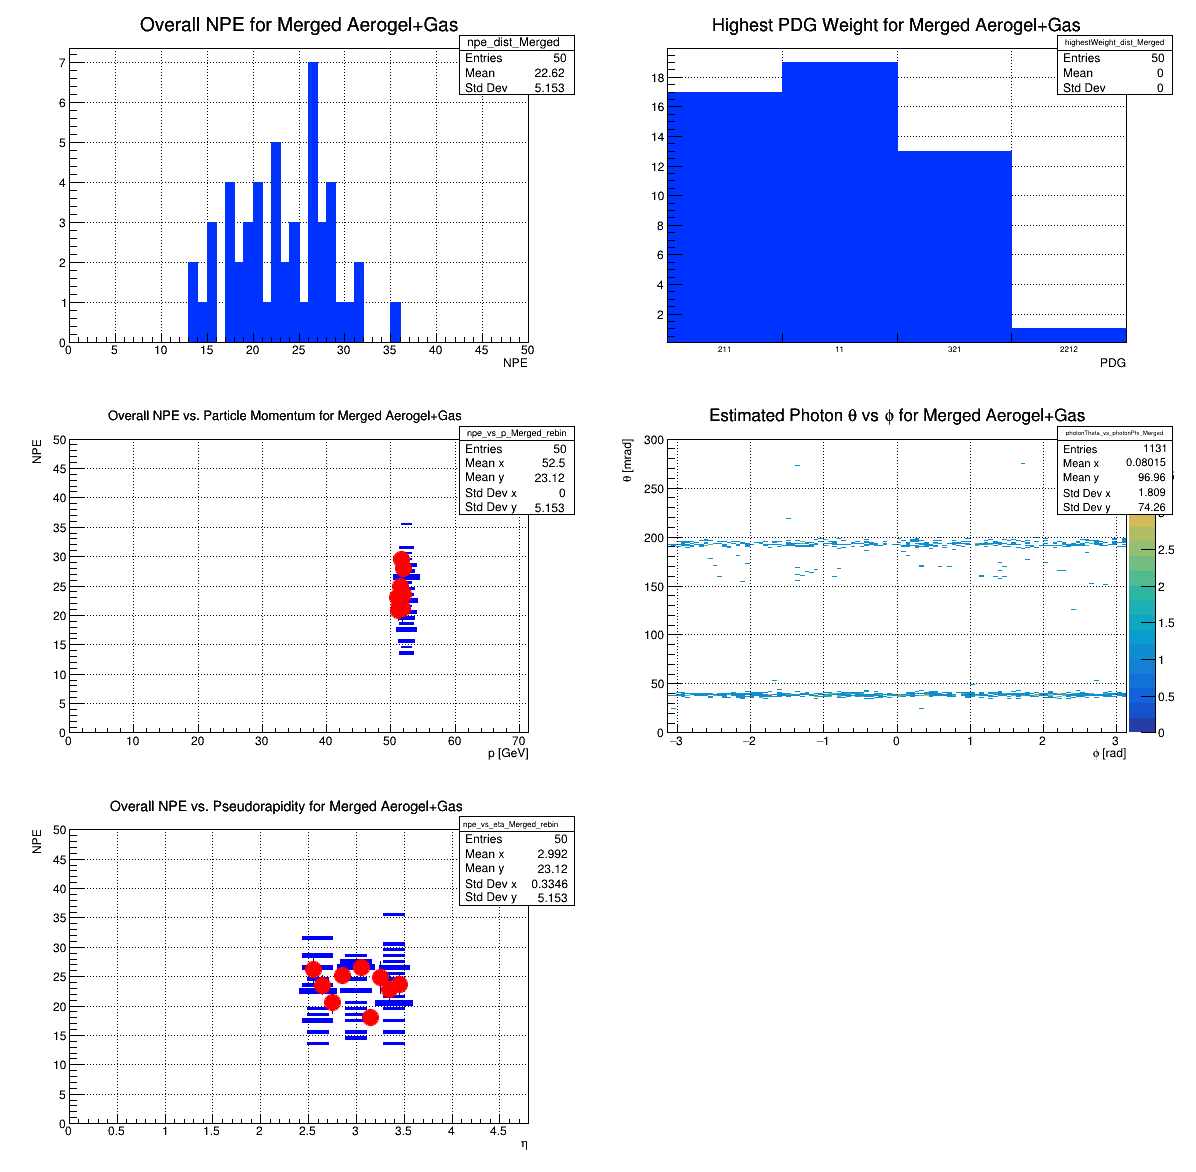 Overall NPE for Merged Aerogel+Gas
npe_dist_Merged
Entries 50
Mean 22.62
Std Dev 5.153
7
6
5
4
3
2
1
0
0 5 10 15 20 25 30 35 40 45 50
NPE
Highest PDG Weight for Merged Aerogel+Gas
highestWeight_dist_Merged
Entries 50
Mean 0
Std Dev 0
18
16
14
12
10
8
6
4
2
211 11 321 2212
PDG
Overall NPE vs. Particle Momentum for Merged Aerogel+Gas
npe_vs_p_Merged_rebin
Entries 50
Mean x 52.5
Mean y 23.12
Std Dev x 0
Std Dev y 5.153
NPE
50
45
40
35
30
25
20
15
10
5
0
0 10 20 30 40 50 60 70
p [GeV]
Estimated Photon θ vs ϕ for Merged Aerogel+Gas
photonTheta_vs_photonPhi_Merged
Entries 1131
Mean x 0.08015
Mean y 96.96
Std Dev x 1.809
Std Dev y 74.26
θ [mrad]
300
250
200
150
100
50
0
−3 −2 −1 0 1 2 3
ϕ [rad]
2.5
2
1.5
1
0.5
0
Overall NPE vs. Pseudorapidity for Merged Aerogel+Gas
npe_vs_eta_Merged_rebin
Entries 50
Mean x 2.992
Mean y 23.12
Std Dev x 0.3346
Std Dev y 5.153
NPE
50
45
40
35
30
25
20
15
10
5
0
0 0.5 1 1.5 2 2.5 3 3.5 4 4.5
η